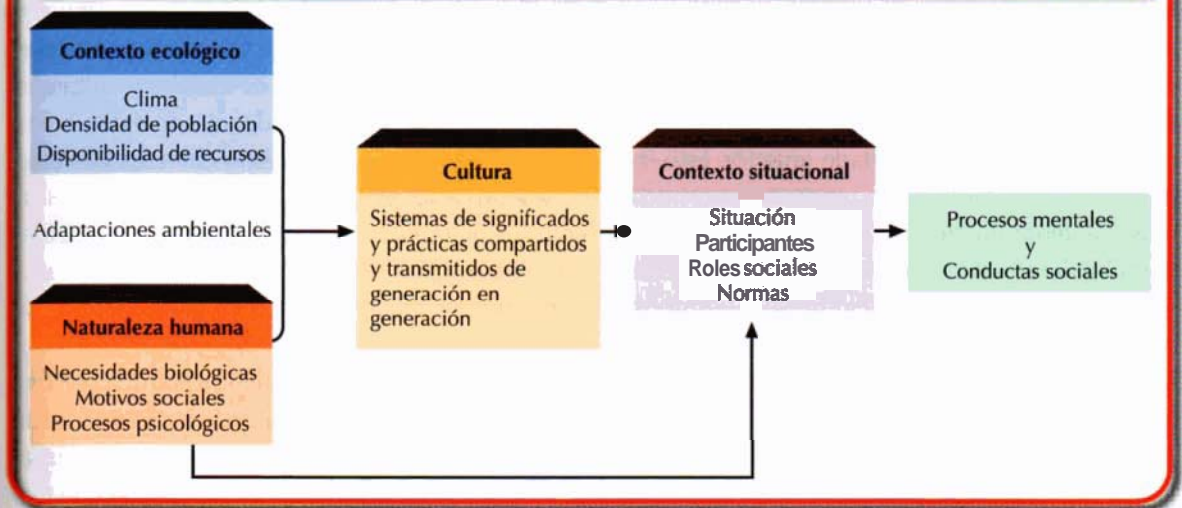 Contexto ecológico
Clima
Densidad de población
Disponibilidad de recursos
Adaptaciones ambientales
Naturaleza humana
Necesidades biológicas
Motivos sociales
Procesos psicológicos
Cultura
Sistemas de significados
y prácticas compartidos
y transmitidos de
generación en
generación
Contexto situacional
Situación
Participantes
Roles sociales
Normas
Procesos mentales
y
Conductas sociales